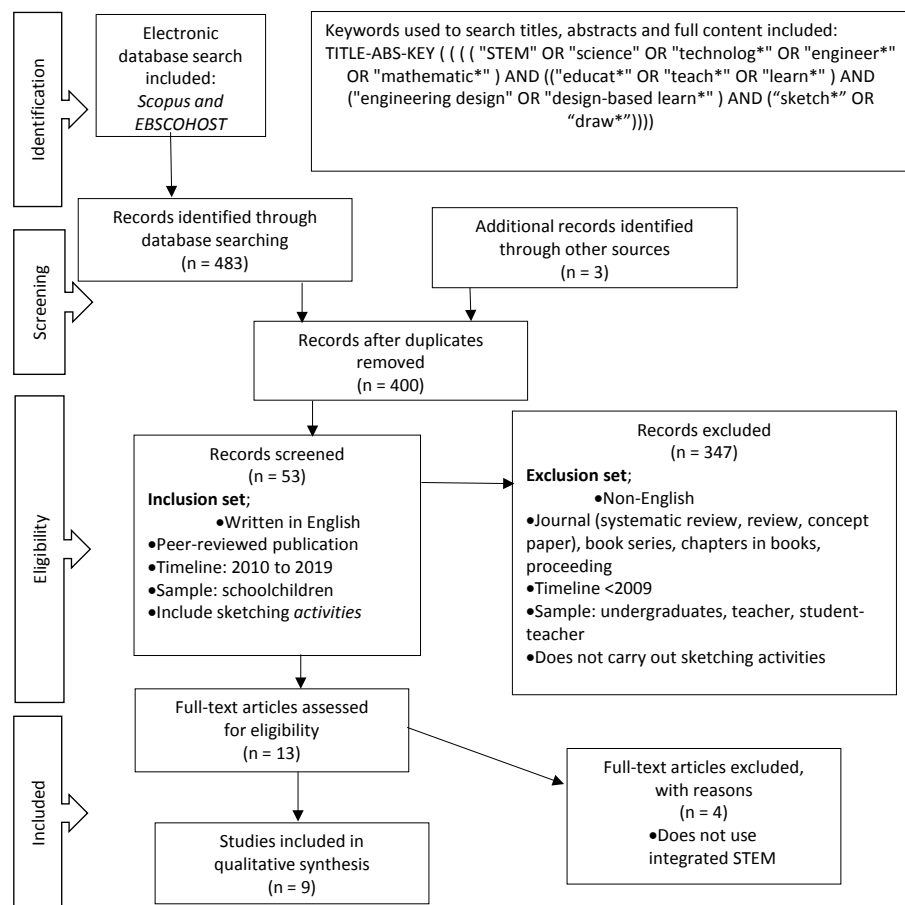 Identification
Electronic
database search
included:
Scopus and
EBSCOHOST
Keywords used to search titles, abstracts and full content included:
TITLE-ABS-KEY ( ( ( ( "STEM" OR "science" OR "technolog*" OR "engineer*"
OR "mathematic*" ) AND (("educat*" OR "teach*" OR "learn*" ) AND
("engineering design" OR "design-based learn*" ) AND (“sketch*” OR
“draw*”))))
Screening
Records identified through
database searching
(n = 483)
Additional records identified
through other sources
(n = 3)
Records after duplicates
removed
(n = 400)
Eligibility
Records screened
(n = 53)
Inclusion set;
●Written in English
●Peer-reviewed publication
●Timeline: 2010 to 2019
●Sample: schoolchildren
●Include sketching activities
Records excluded
(n = 347)
Exclusion set;
●Non-English
●Journal (systematic review, review, concept
paper), book series, chapters in books,
proceeding
●Timeline <2009
●Sample: undergraduates, teacher, student-
teacher
●Does not carry out sketching activities
Included
Full-text articles assessed
for eligibility
(n = 13)
Full-text articles excluded,
with reasons
(n = 4)
●Does not use
integrated STEM
Studies included in
qualitative synthesis
(n = 9)